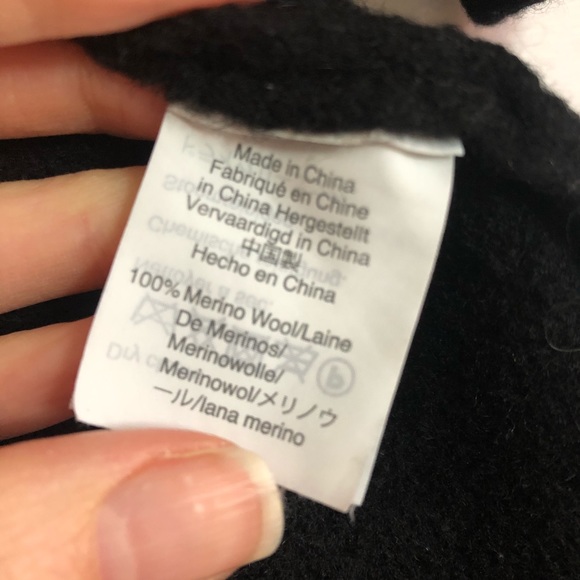 Made in China
Fabriqué en Chine
in China Hergestellt
Vervaardigd in China
中国製
Hecho en China
100% Merino Wool/Laine
De Merinos/
Merinowolle/
Merinowol/メリノウ
ール/lana merino